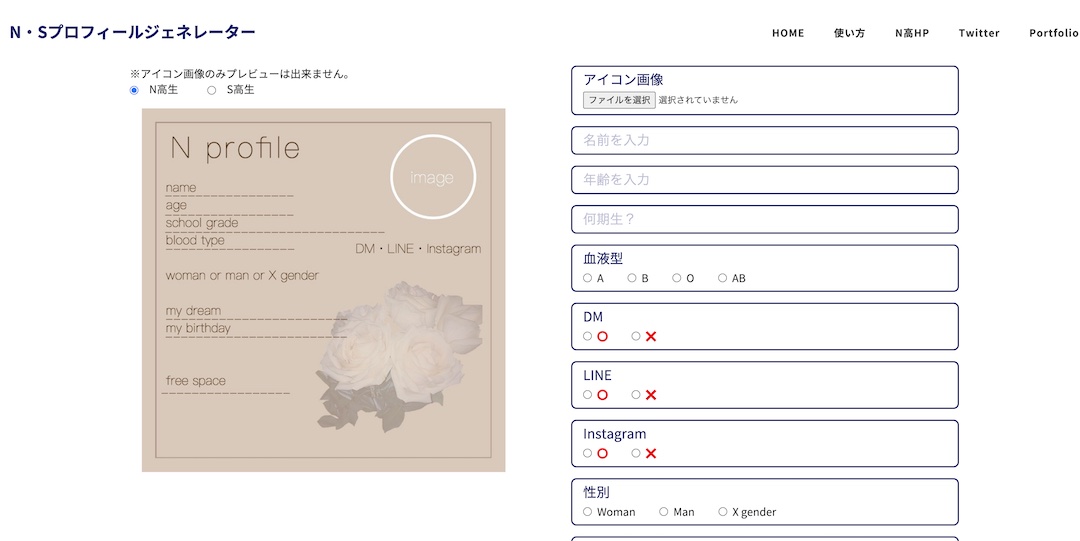 N・Sプロフィールジェネレーター
HOME 使い方 N高HP Twitter Portfolio
※アイコン画像のみプレビューは出来ません。
N高生 S高生
N profile
image
name
age
school grade
blood type
DM・LINE・Instagram
woman or man or X gender
my dream
my birthday
free space
アイコン画像
ファイルを選択 選択されていません
名前を入力
年齢を入力
何期生？
血液型
A B O AB
DM
⭕ ❌
LINE
⭕ ❌
Instagram
⭕ ❌
性別
Woman Man X gender